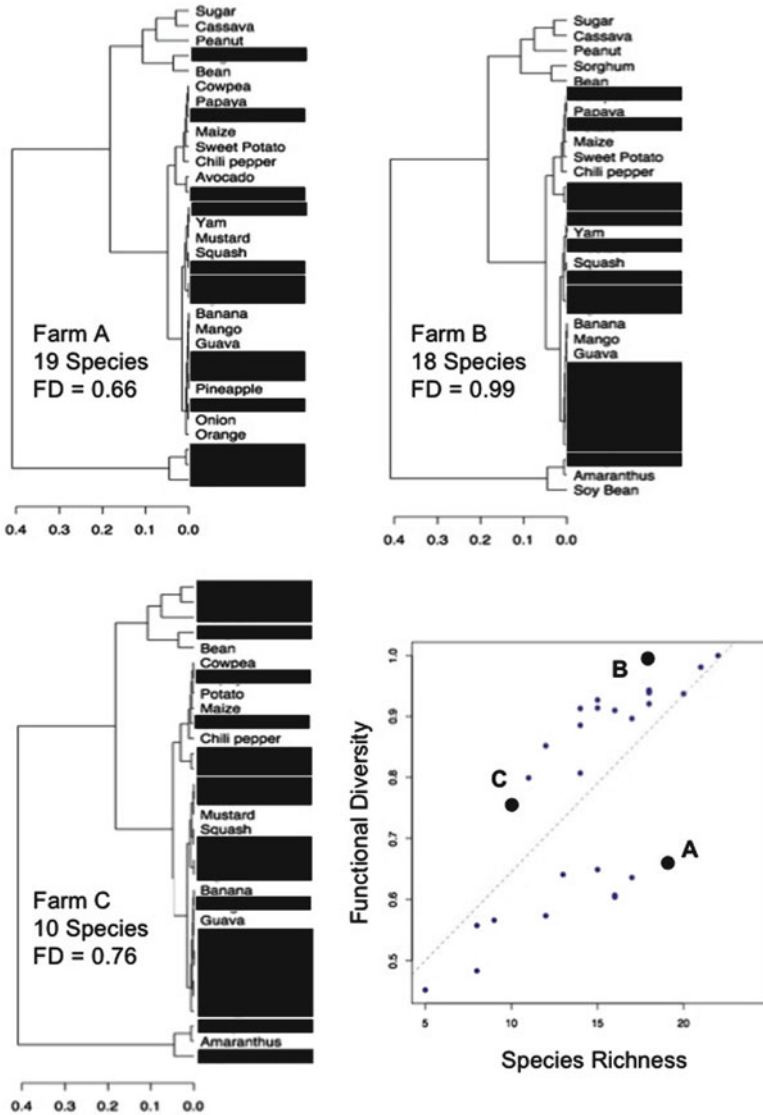 Sugar
Cassava
Peanut
Bean
Cowpea
Papaya
Maize
Sweet Potato
Chili pepper
Avocado
Yam
Mustard
Squash
Banana
Mango
Guava
Pineapple
Onion
Orange
Farm A
19 Species
FD = 0.66
0.4 0.3 0.2 0.1 0.0
Sugar
Cassava
Peanut
Sorghum
Bean
Papaya
Maize
Sweet Potato
Chili pepper
Yam
Squash
Banana
Mango
Guava
Amaranthus
Soy Bean
Farm B
18 Species
FD = 0.99
0.4 0.3 0.2 0.1 0.0
Bean
Cowpea
Potato
Maize
Chili pepper
Mustard
Squash
Banana
Guava
Amaranthus
Farm C
10 Species
FD = 0.76
0.4 0.3 0.2 0.1 0.0
Functional Diversity
1.0
0.9
0.8
0.7
0.6
0.5
B
C
A
5 10 15 20
Species Richness